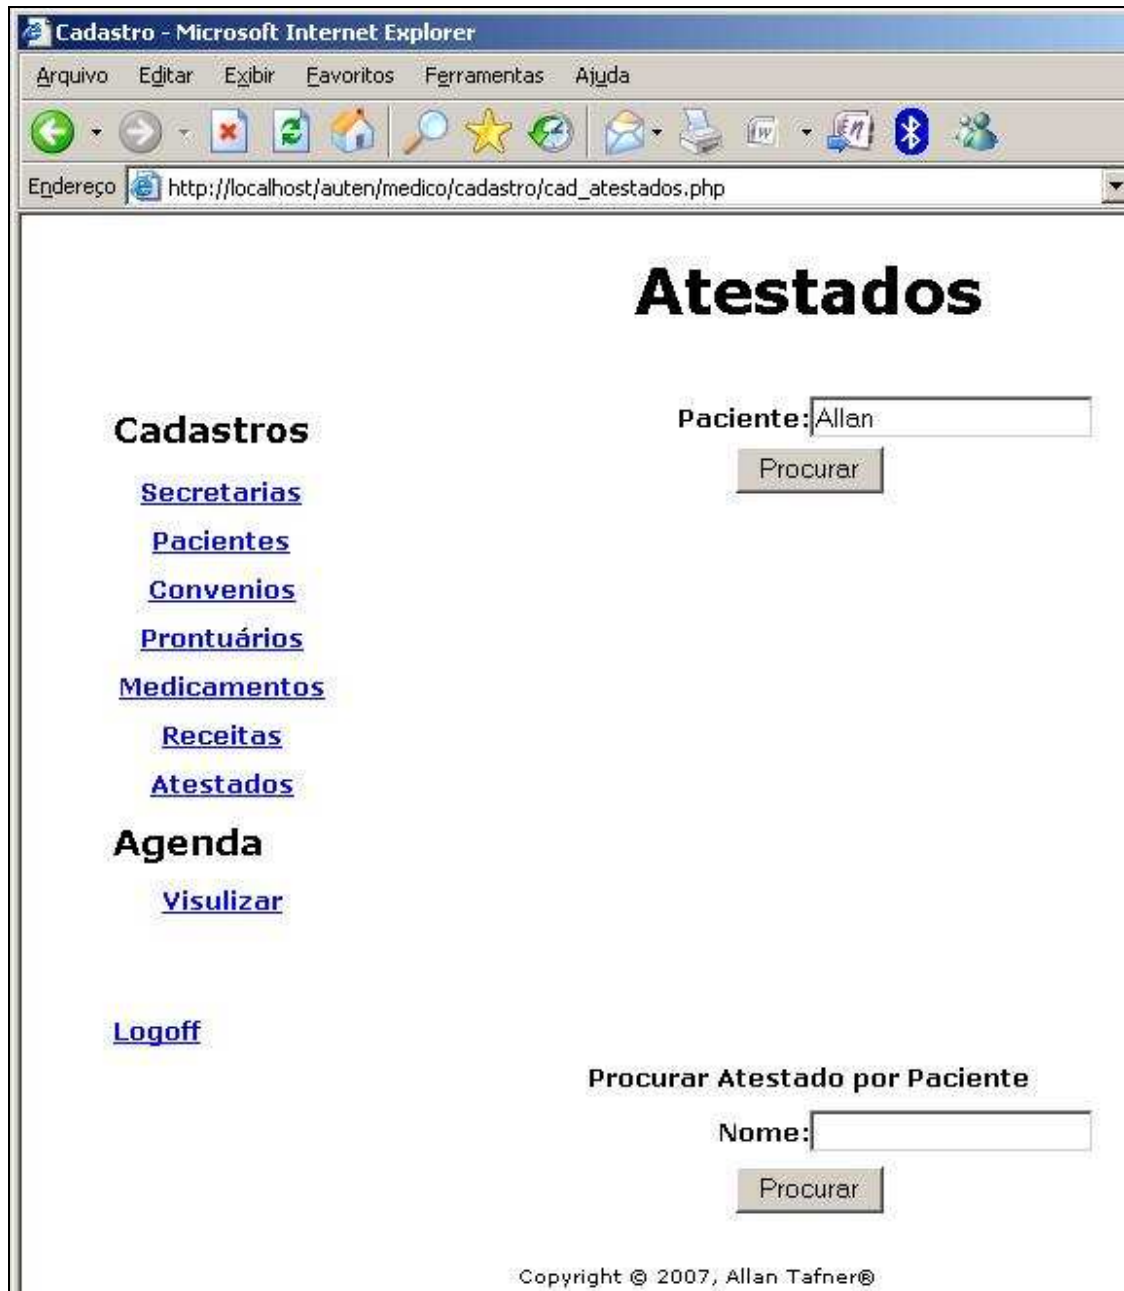 Cadastro - Microsoft Internet Explorer
Arquivo Editar Exibir Favoritos Ferramentas Ajuda
Endereço http://localhost/auten/medico/cadastro/cad_atestados.php
Atestados
Cadastros
Secretarias
Pacientes
Convenios
Prontuários
Medicamentos
Receitas
Atestados
Agenda
Visulizar
Logoff
Paciente: Allan
Procurar
Procurar Atestado por Paciente
Nome:
Procurar
Copyright © 2007, Allan Tafner®